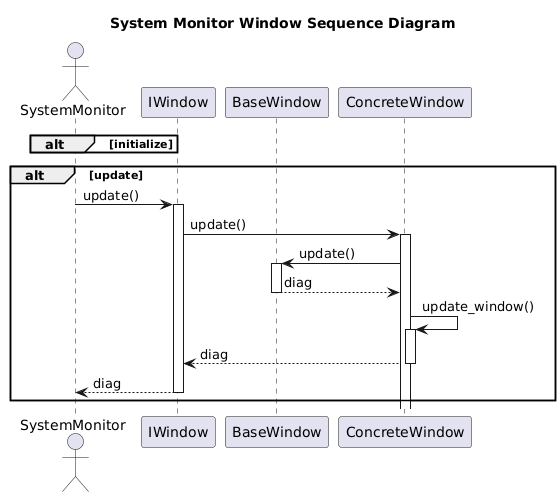 System Monitor Window Sequence Diagram
SystemMonitor
IWindow
BaseWindow
ConcreteWindow
alt [initialize]
alt [update]
update()
update()
update()
diag
update_window()
diag
diag
SystemMonitor
IWindow
BaseWindow
ConcreteWindow